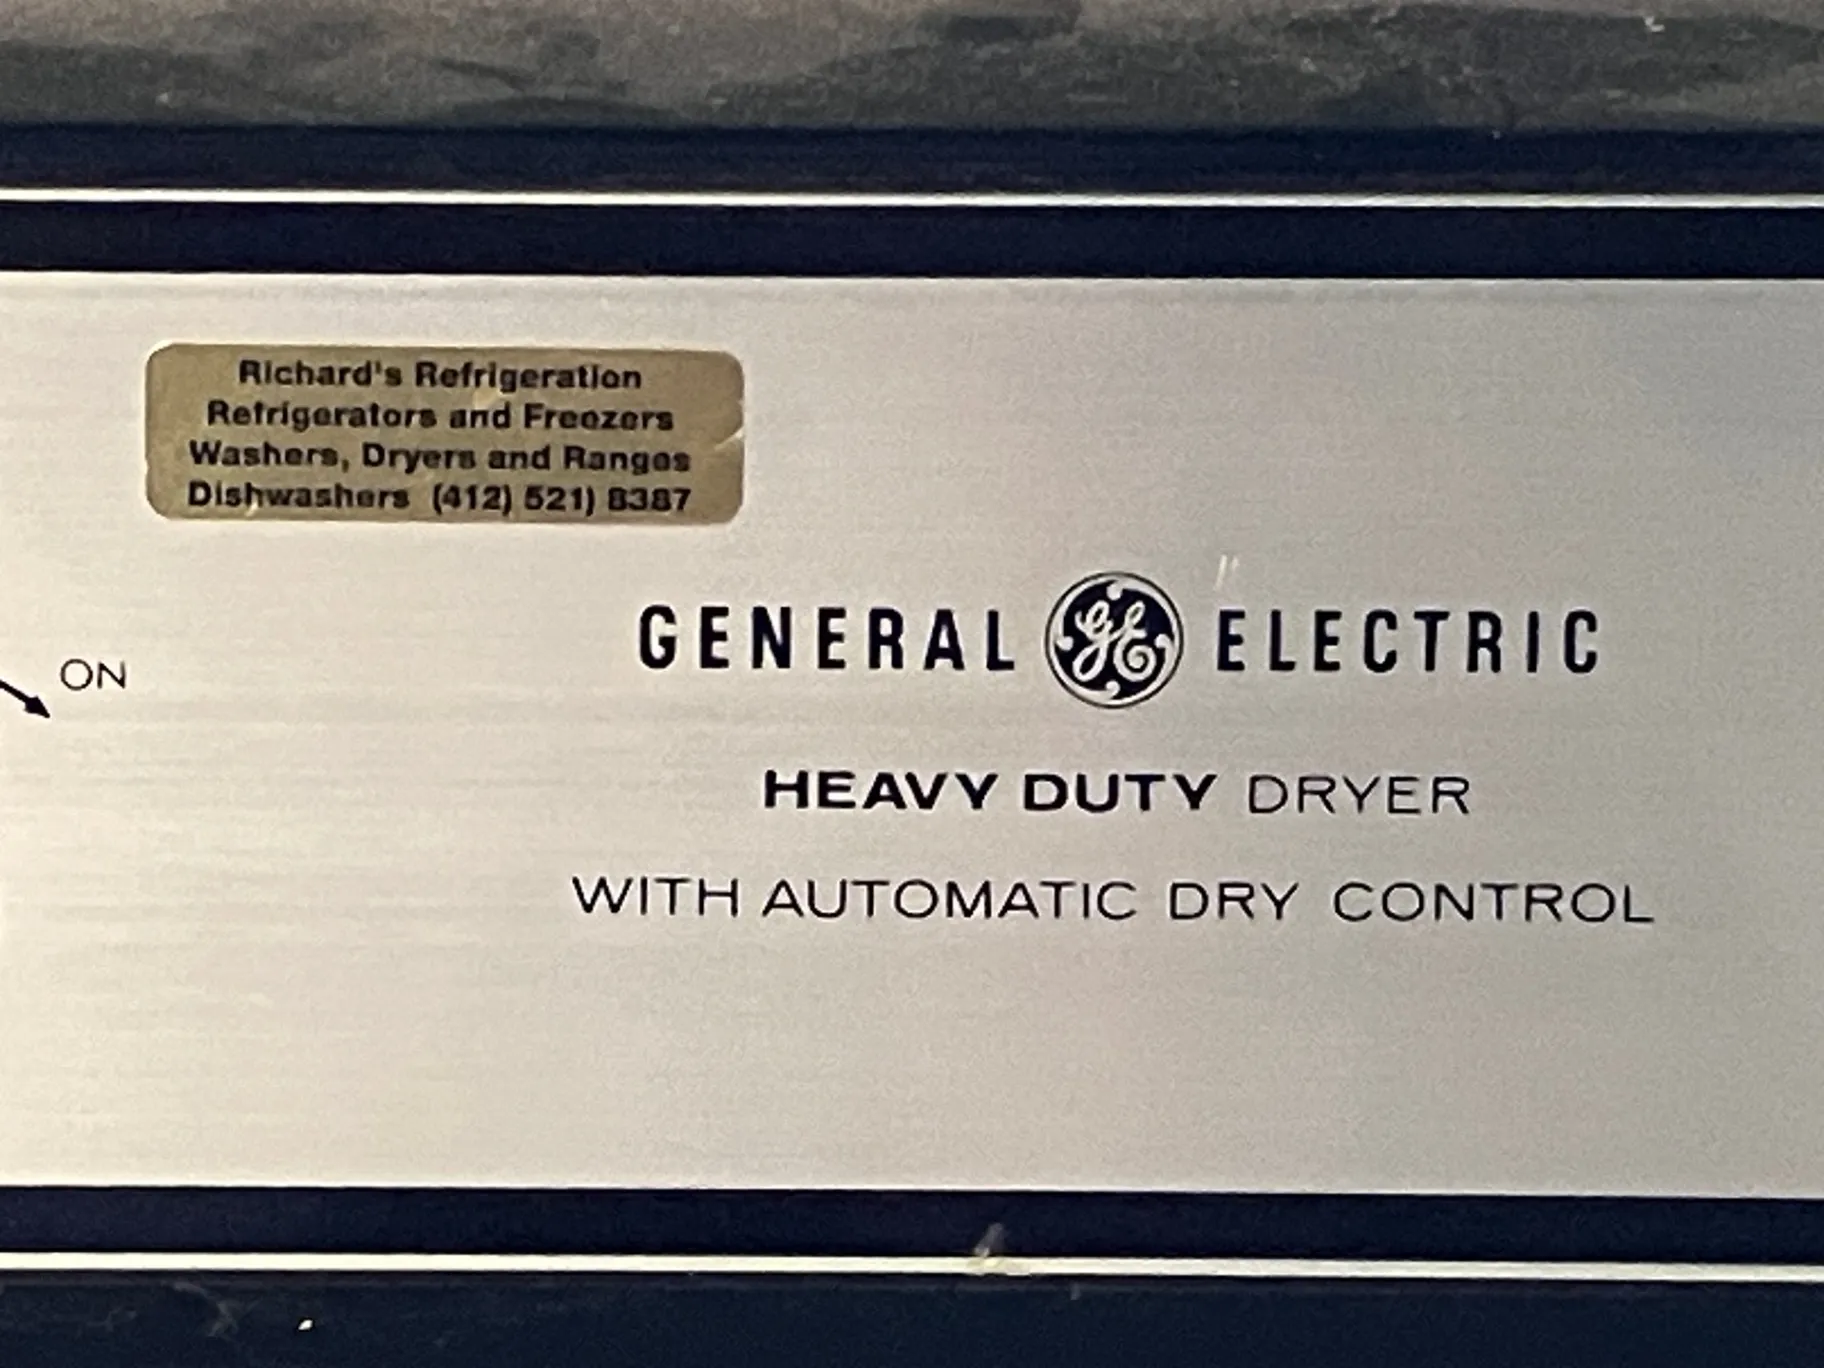 Richard's Refrigeration
Refrigerators and Freezers
Washers, Dryers and Ranges
Dishwashers (412) 521) 8387
GENERAL GE ELECTRIC
ON
HEAVY DUTY DRYER
WITH AUTOMATIC DRY CONTROL